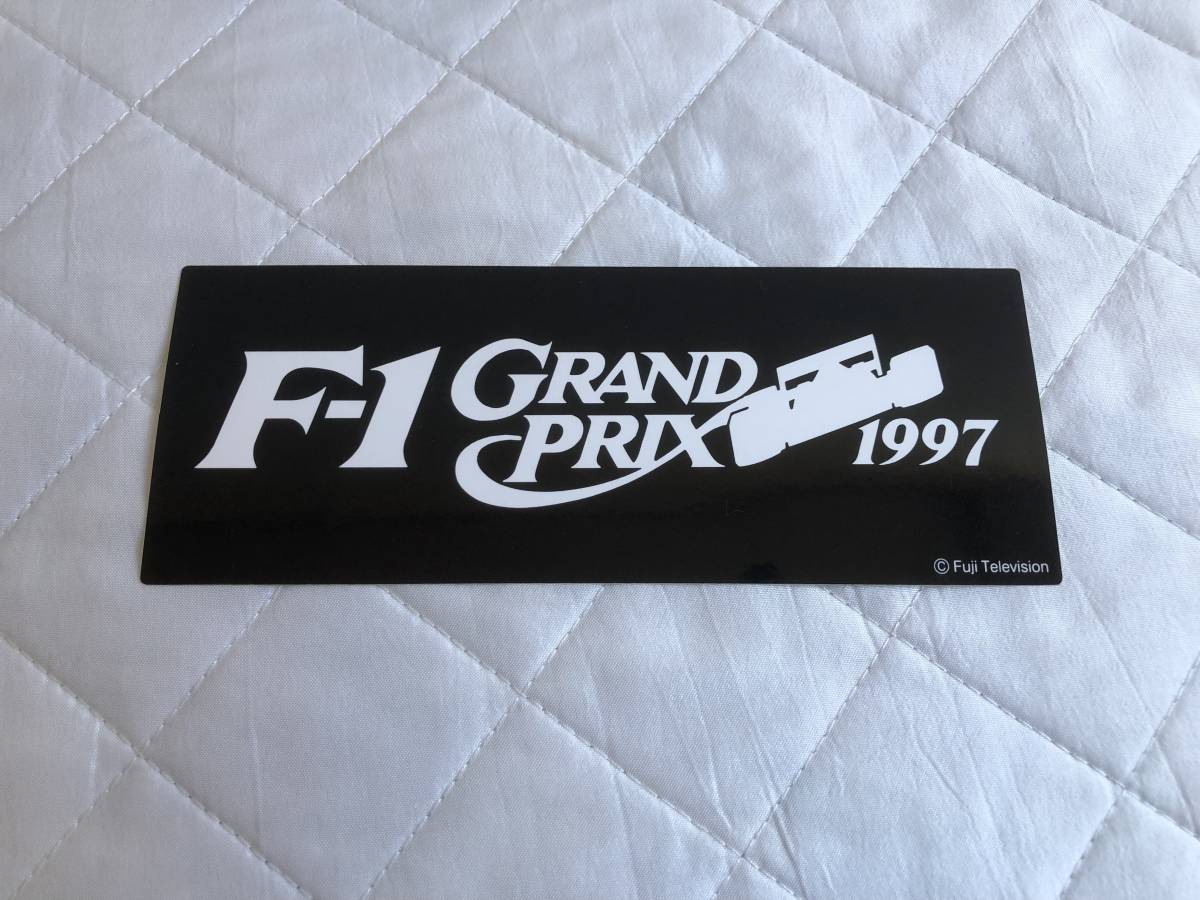 F-1 GRAND
PRIX 1997
© Fuji Television